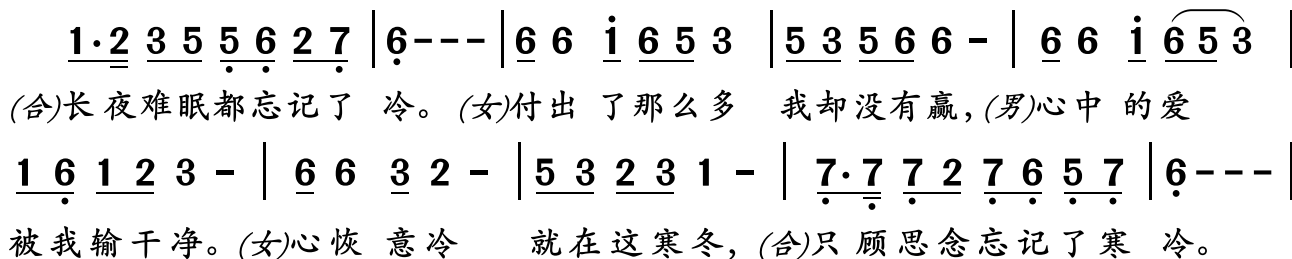 1·2 3 5 5 6 2 7 | 6 - - - | 6 6 i 6 5 3 | 5 3 5 6 6 - | 6 6 i 6 5 3 |
(合)长夜难眠都忘记了 冷。(女)付出 了那么多 我却没有赢,(男)心中 的爱
1 6 1 2 3 - | 6 6 3 2 - | 5 3 2 3 1 - | 7·7 7 2 7 6 5 7 | 6 - - - |
被我输干净。(女)心恢 意冷 就在这寒冬,(合)只顾思念忘记了寒 冷。